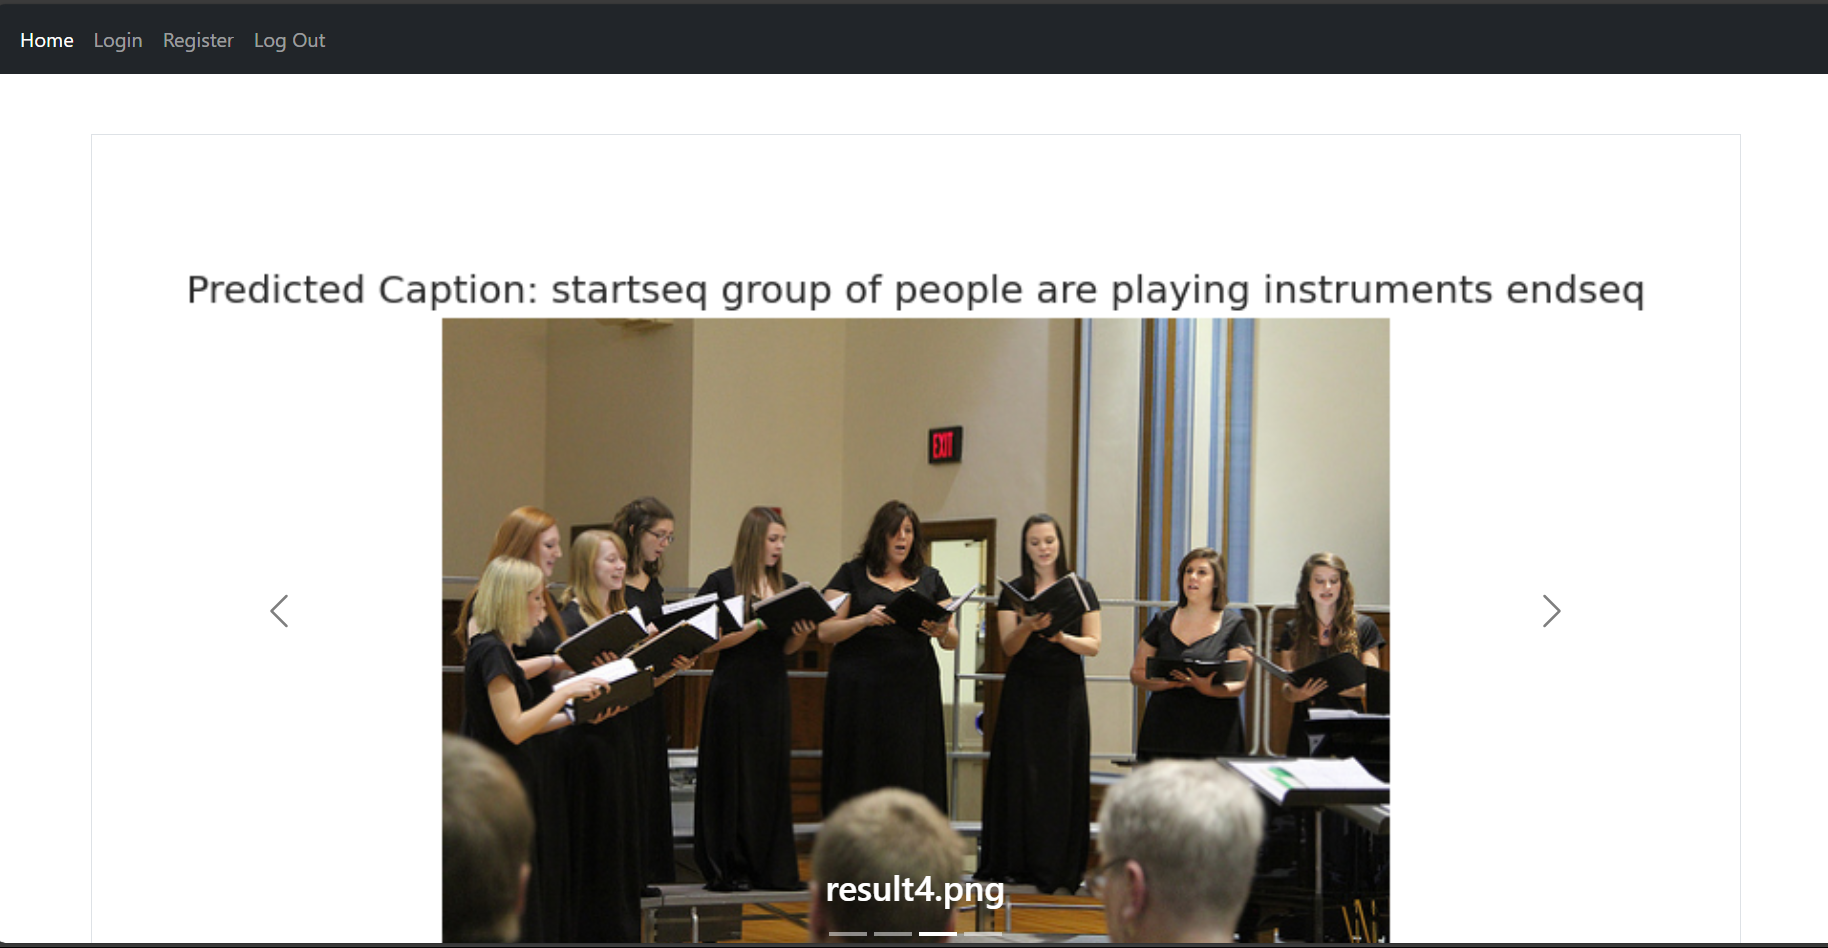 Home Login Register Log Out
Predicted Caption: startseq group of people are playing instruments endseq
EXIT
result4.png